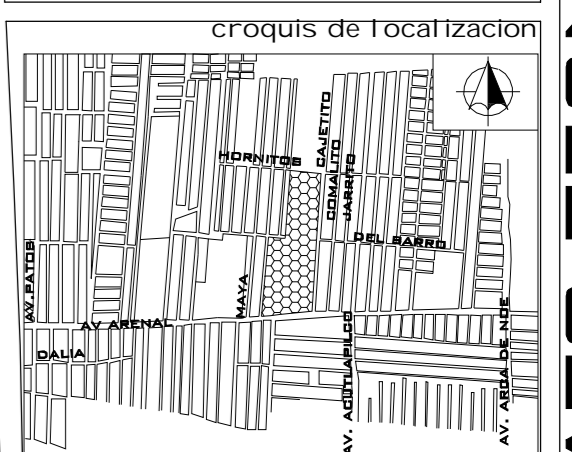 croquis de localizacion
HORNITOS
CAJETITO
COMALITO
JARRITO
DEL BARRO
AV.PATOS
MAYA
AV ARENAL
DALIA
AV. ACUTLAPILCO
AV. ARCA DE NOE